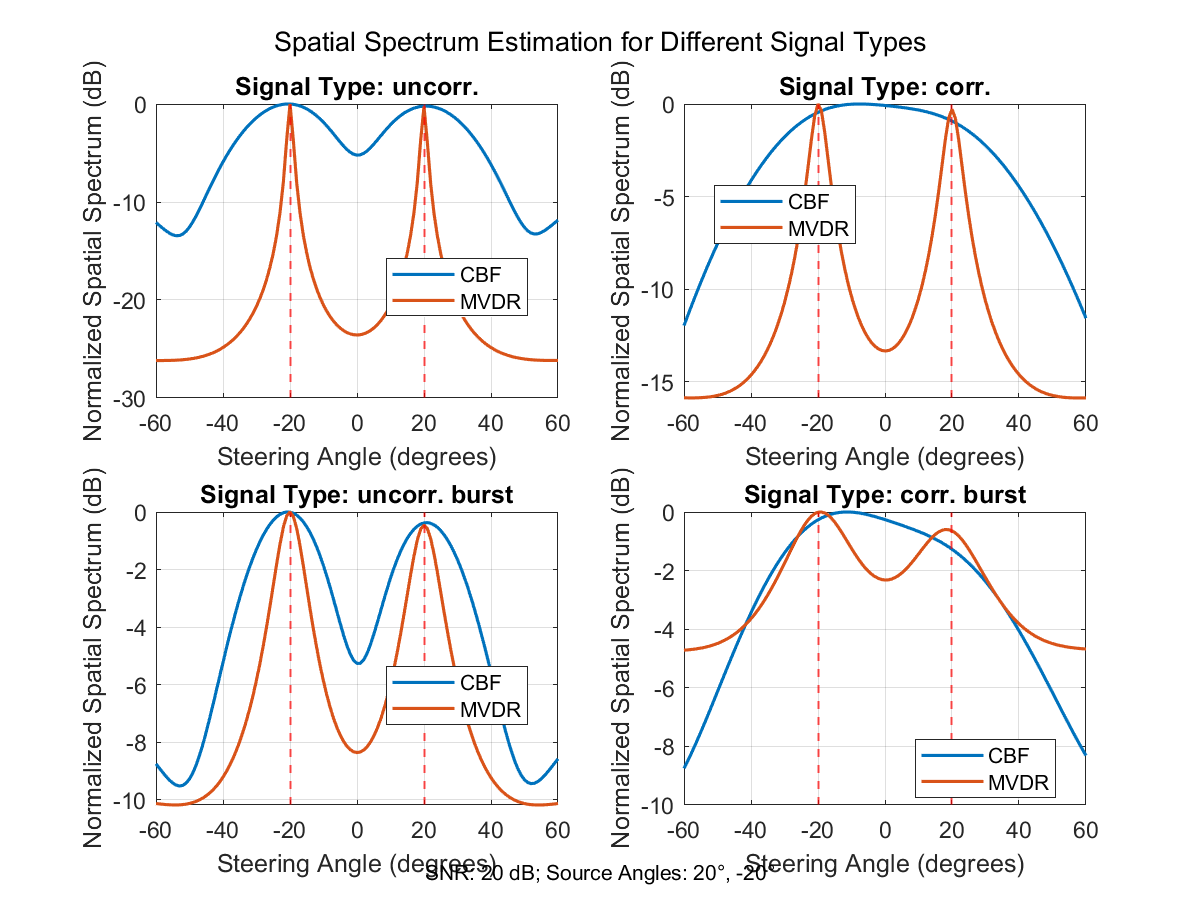 Spatial Spectrum Estimation for Different Signal Types
Signal Type: uncorr.
Normalized Spatial Spectrum (dB)
0
-10
-20
-30
CBF
MVDR
-60 -40 -20 0 20 40 60
Steering Angle (degrees)
Signal Type: corr.
Normalized Spatial Spectrum (dB)
0
-5
-10
-15
CBF
MVDR
-60 -40 -20 0 20 40 60
Steering Angle (degrees)
Signal Type: uncorr. burst
Normalized Spatial Spectrum (dB)
0
-2
-4
-6
-8
-10
CBF
MVDR
-60 -40 -20 0 20 40 60
Steering Angle (degrees)
Signal Type: corr. burst
Normalized Spatial Spectrum (dB)
0
-2
-4
-6
-8
-10
CBF
MVDR
-60 -40 -20 0 20 40 60
Steering Angle (degrees)
SNR: 20 dB; Source Angles: 20°, -20°